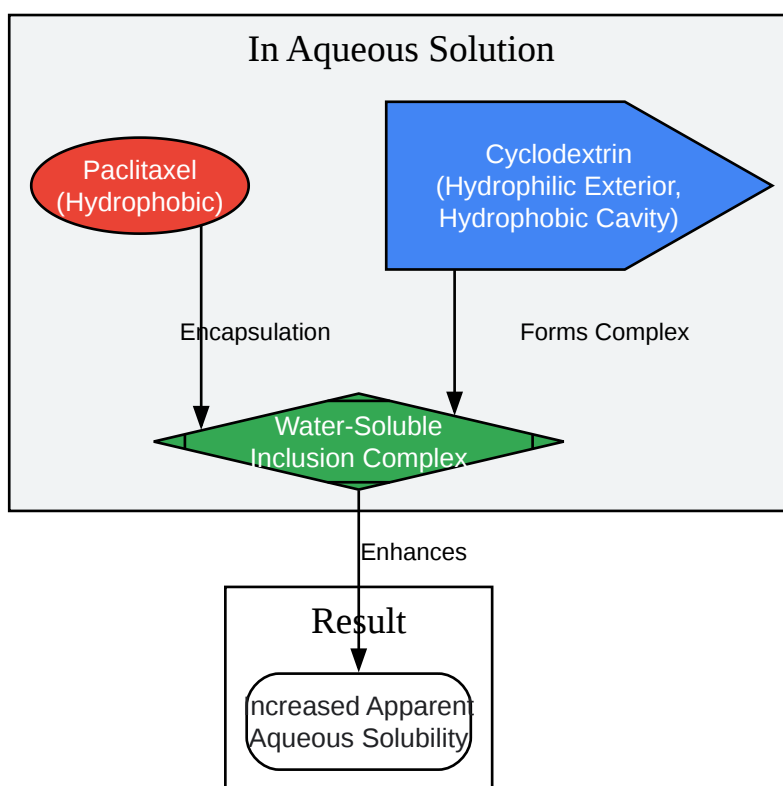 In Aqueous Solution
Paclitaxel
(Hydrophobic)
Cyclodextrin
(Hydrophilic Exterior,
Hydrophobic Cavity)
Encapsulation
Forms Complex
Water-Soluble
Inclusion Complex
Enhances
Result
Increased Apparent
Aqueous Solubility